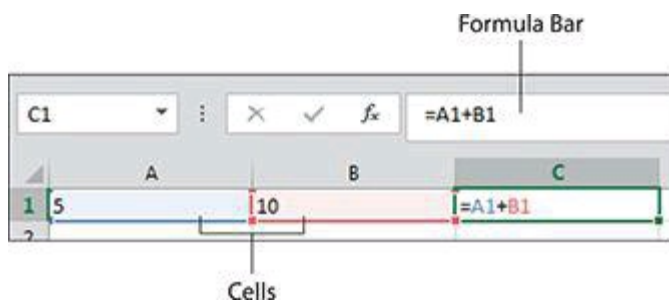 Formula Bar
C1 fx =A1+B1
A B C
1 5 10 =A1+B1
2
Cells